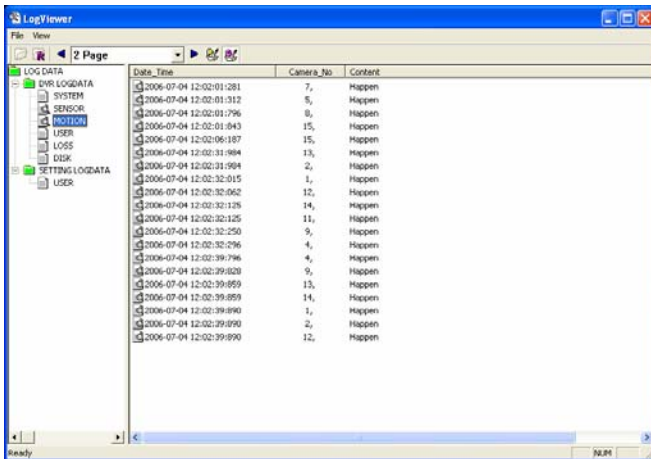 LogViewer
File View
2 Page
LOG DATA
DVR LOGDATA
SYSTEM
SENSOR
MOTION
USER
LOSS
DISK
SETTING LOGDATA
USER
Date_Time Camera_No Content
2006-07-04 12:02:01:281 7, Happen
2006-07-04 12:02:01:312 5, Happen
2006-07-04 12:02:01:796 8, Happen
2006-07-04 12:02:01:843 15, Happen
2006-07-04 12:02:06:187 15, Happen
2006-07-04 12:02:31:984 13, Happen
2006-07-04 12:02:31:984 2, Happen
2006-07-04 12:02:32:015 1, Happen
2006-07-04 12:02:32:062 12, Happen
2006-07-04 12:02:32:125 14, Happen
2006-07-04 12:02:32:125 11, Happen
2006-07-04 12:02:32:250 9, Happen
2006-07-04 12:02:32:296 4, Happen
2006-07-04 12:02:39:796 4, Happen
2006-07-04 12:02:39:828 9, Happen
2006-07-04 12:02:39:859 13, Happen
2006-07-04 12:02:39:859 14, Happen
2006-07-04 12:02:39:890 1, Happen
2006-07-04 12:02:39:890 2, Happen
2006-07-04 12:02:39:890 12, Happen
Ready NUM